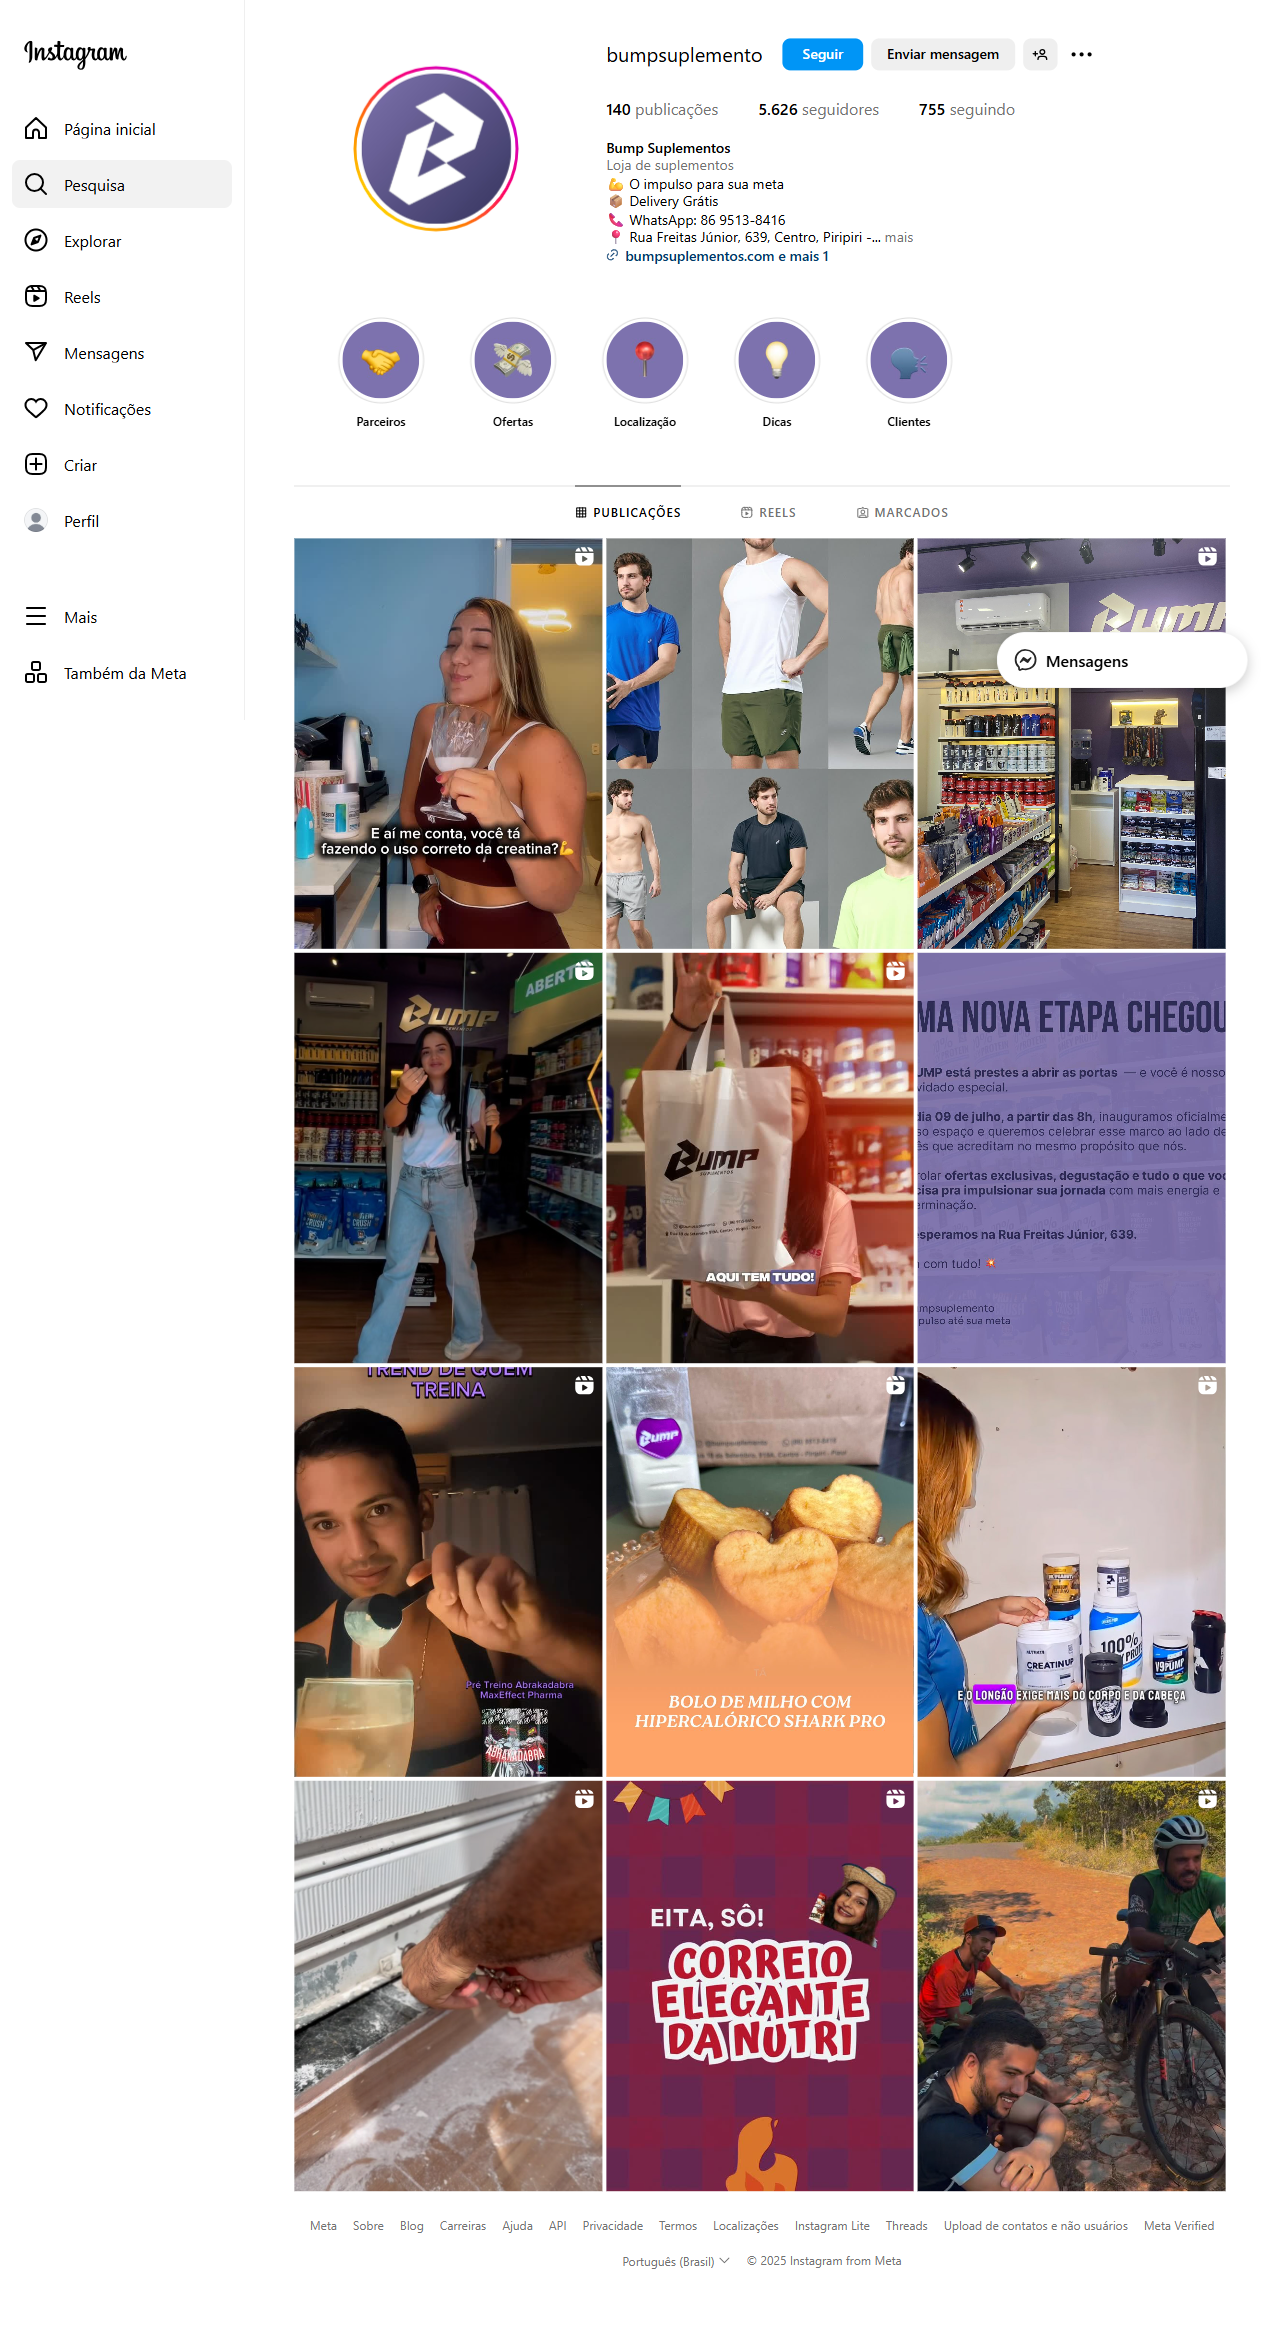 Instagram
Página inicial
Pesquisa
Explorar
Reels
Mensagens
Notificações
Criar
Perfil
Mais
Também da Meta
bumpsuplemento
Seguir
Enviar mensagem
140 publicações
5.626 seguidores
755 seguindo
Bump Suplementos
Loja de suplementos
💪 O impulso para sua meta
📦 Delivery Grátis
📞 WhatsApp: 86 9513-8416
📍 Rua Freitas Júnior, 639, Centro, Piripiri -... mais
bumpsuplementos.com e mais 1
Parceiros
Ofertas
Localização
Dicas
Clientes
PUBLICAÇÕES
REELS
MARCADOS
E aí me conta, você tá
fazendo o uso correto da creatina?💪
BUMP
Mensagens
ABERTO
BUMP
BUMP
SUPLEMENTOS
AQUI TEM TUDO!
MA NOVA ETAPA CHEGOU
UMP está prestes a abrir as portas — e você é nosso
vidado especial.
dia 09 de julho, a partir das 8h, inauguramos oficialme
so espaço e queremos celebrar esse marco ao lado de
ês que acreditam no mesmo propósito que nós.
rolar ofertas exclusivas, degustação e tudo o que voc
cisa pra impulsionar sua jornada com mais energia e
erminação.
esperamos na Rua Freitas Júnior, 639.
com tudo! 💥
mpsuplemento
pulso até sua meta
TREND DE QUEM
TREINA
Pré Treino Abrakadabra
MaxEffect Pharma
ABRAKADABRA
BUMP
BOLO DE MILHO COM
HIPERCALÓRICO SHARK PRO
CREATIN UP
100%
V9PUMP
E O LONGÃO EXIGE MAIS DO CORPO E DA CABEÇA
EITA, SÔ!
CORREIO
ELEGANTE
DA NUTRI
Meta
Sobre
Blog
Carreiras
Ajuda
API
Privacidade
Termos
Localizações
Instagram Lite
Threads
Upload de contatos e não usuários
Meta Verified
Português (Brasil)
© 2025 Instagram from Meta